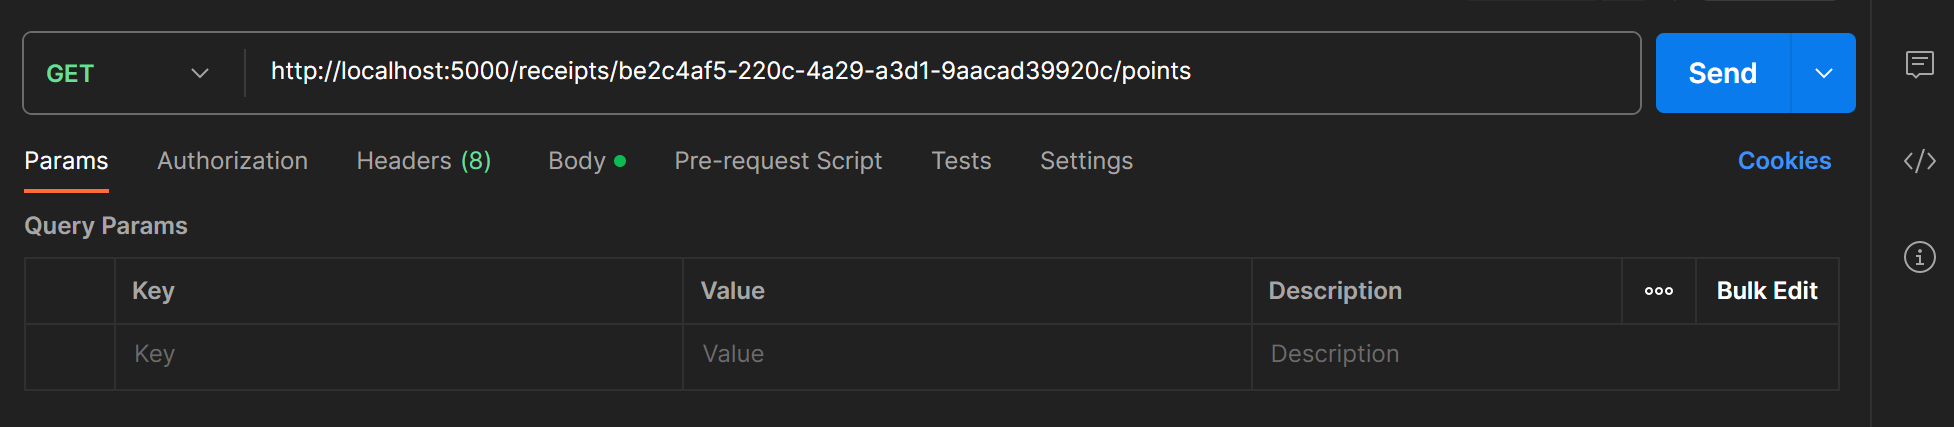 GET http://localhost:5000/receipts/be2c4af5-220c-4a29-a3d1-9aacad39920c/points Send
Params Authorization Headers (8) Body Pre-request Script Tests Settings Cookies
Query Params
Key Value Description Bulk Edit
Key Value Description